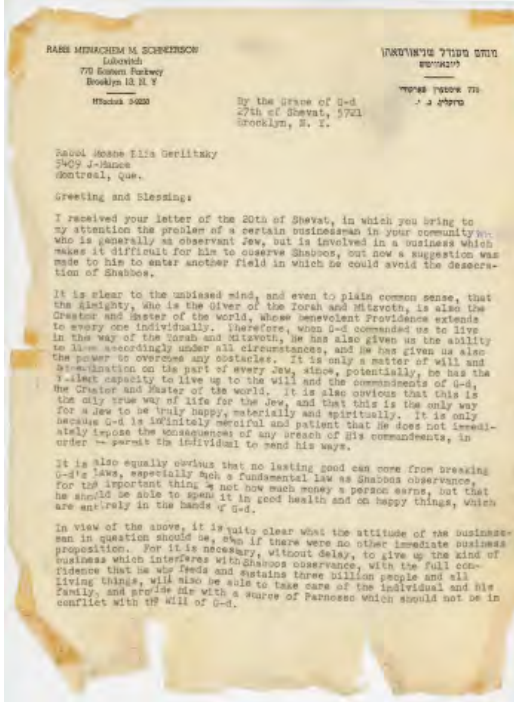 RABBI MENACHEM M. SCHNEERSON
Lubavitch
770 Eastern Parkway
Brooklyn 13, N. Y.
HYacinth 3-9250
מנחם מענדל שניאורסאהן
ליובאוויטש
770 איסטערן פארקוויי
ברוקלין, נ. י.
By the Grace of G-d
27th of Shevat, 5721
Brooklyn, N. Y.
Rabbi Moshe Elia Gerlitzky
5409 J-Mance
Montreal, Que.
Greeting and Blessing:
I received your letter of the 20th of Shevat, in which you bring to
my attention the problem of a certain businessman in your community
who is generally an observant Jew, but is involved in a business which
makes it difficult for him to observe Shabbos, but now a suggestion was
made to him to enter another field in which he could avoid the desecra-
tion of Shabbos.
It is clear to the unbiased mind, and even to plain common sense, that
the Almighty, Who is the Giver of the Torah and Mitzvoth, is also the
Creator and Master of the world, Whose benevolent Providence extends
to every one individually. Therefore, when G-d commanded us to live
in the way of the Torah and Mitzvoth, He has also given us the ability
to live accordingly under all circumstances, and He has given us also
the power to overcome any obstacles. It is only a matter of will and
determination on the part of every Jew, since, potentially, he has the
fullest capacity to live up to the will and the commandments of G-d,
the Creator and Master of the world. It is also obvious that this is
the only true way of life for the Jew, and that this is the only way
for a Jew to be truly happy, materially and spiritually. It is only
because G-d is infinitely merciful and patient that He does not immedi-
ately impose the consequences of any breach of His commandments, in
order to permit the individual to mend his ways.
It is also equally obvious that no lasting good can come from breaking
G-d's laws, especially such a fundamental law as Shabbos observance,
for the important thing is not how much money a person earns, but that
he should be able to spend it in good health and on happy things, which
are entirely in the hands of G-d.
In view of the above, it is quite clear what the attitude of the business-
man in question should be, even if there were no other immediate business
proposition. For it is necessary, without delay, to give up the kind of
business which interferes with Shabbos observance, with the full con-
fidence that He who feeds and sustains three billion people and all
living things, will also be able to take care of the individual and his
family, and provide him with a source of Parnosso which should not be in
conflict with the will of G-d.